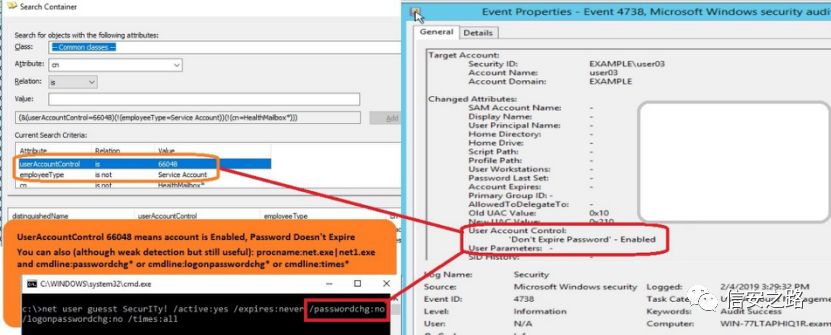 Search Container
Search for objects with the following attributes:
Class: -- Common classes --
Attribute: cn
Relation: is
Value:
(&(userAccountControl=66048)(!(employeeType=Service Account))(!(cn=HealthMailbox*)))
Add
Current Search Criteria:
Attribute Relation Value
userAccountControl is 66048
employeeType is not Service Account
cn is not HealthMailbox*
distinguishedName userAccountControl employeeType
UserAccountControl 66048 means account is Enabled, Password Doesn't Expire
You can also (although weak detection but still useful): procname:net.exe| net1.exe
and cmdline:passwordchg* or cmdline:logonpasswordchg* or cmdline:times*
C:\WINDOWS\system32\cmd.exe
c:\>net user guesst SecurITy! /active:yes /expires:never /passwordchg:no
/logonpasswordchg:no /times:all
Event Properties - Event 4738, Microsoft Windows security audit
General Details
Target Account:
Security ID: EXAMPLE\user03
Account Name: user03
Account Domain: EXAMPLE
Changed Attributes:
SAM Account Name: -
Display Name: -
User Principal Name: -
Home Directory: -
Home Drive: -
Script Path: -
Profile Path: -
User Workstations: -
Password Last Set: -
Account Expires: -
Primary Group ID: -
AllowedToDelegateTo: -
Old UAC Value: 0x10
New UAC Value: 0x210
User Account Control:
'Don't Expire Password' - Enabled
User Parameters: -
SID History: -
Log Name: Security
Logged: 2/4/2019 3:29:32 PM
Event ID: 4738
Task Category:
Level:
Keywords: Audit Success
User: N/A
Computer: WIN-77LTAPHIQ1R.example
信安之路